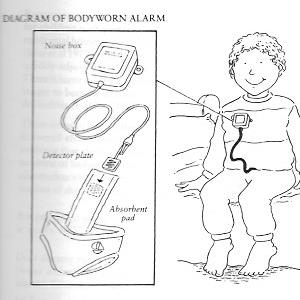 DIAGRAM OF BODYWORN ALARM
Noise box
Detector plate
Absorbent
pad